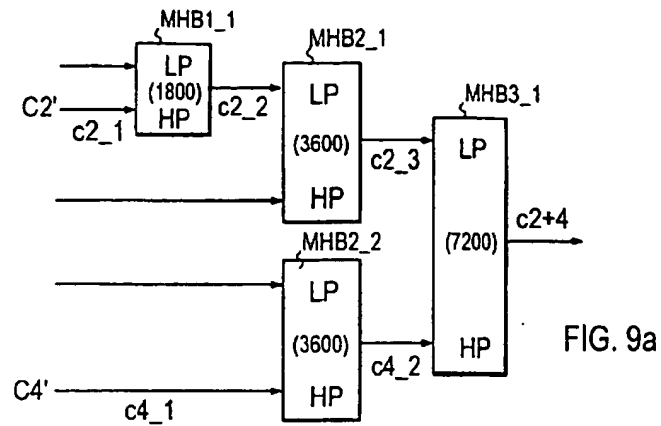 MHB1_1
LP
(1800)
HP
C2'
c2_1
c2_2
MHB2_1
LP
(3600)
HP
c2_3
MHB3_1
LP
(7200)
HP
c2+4
MHB2_2
LP
(3600)
HP
c4_2
C4'
c4_1
FIG. 9a